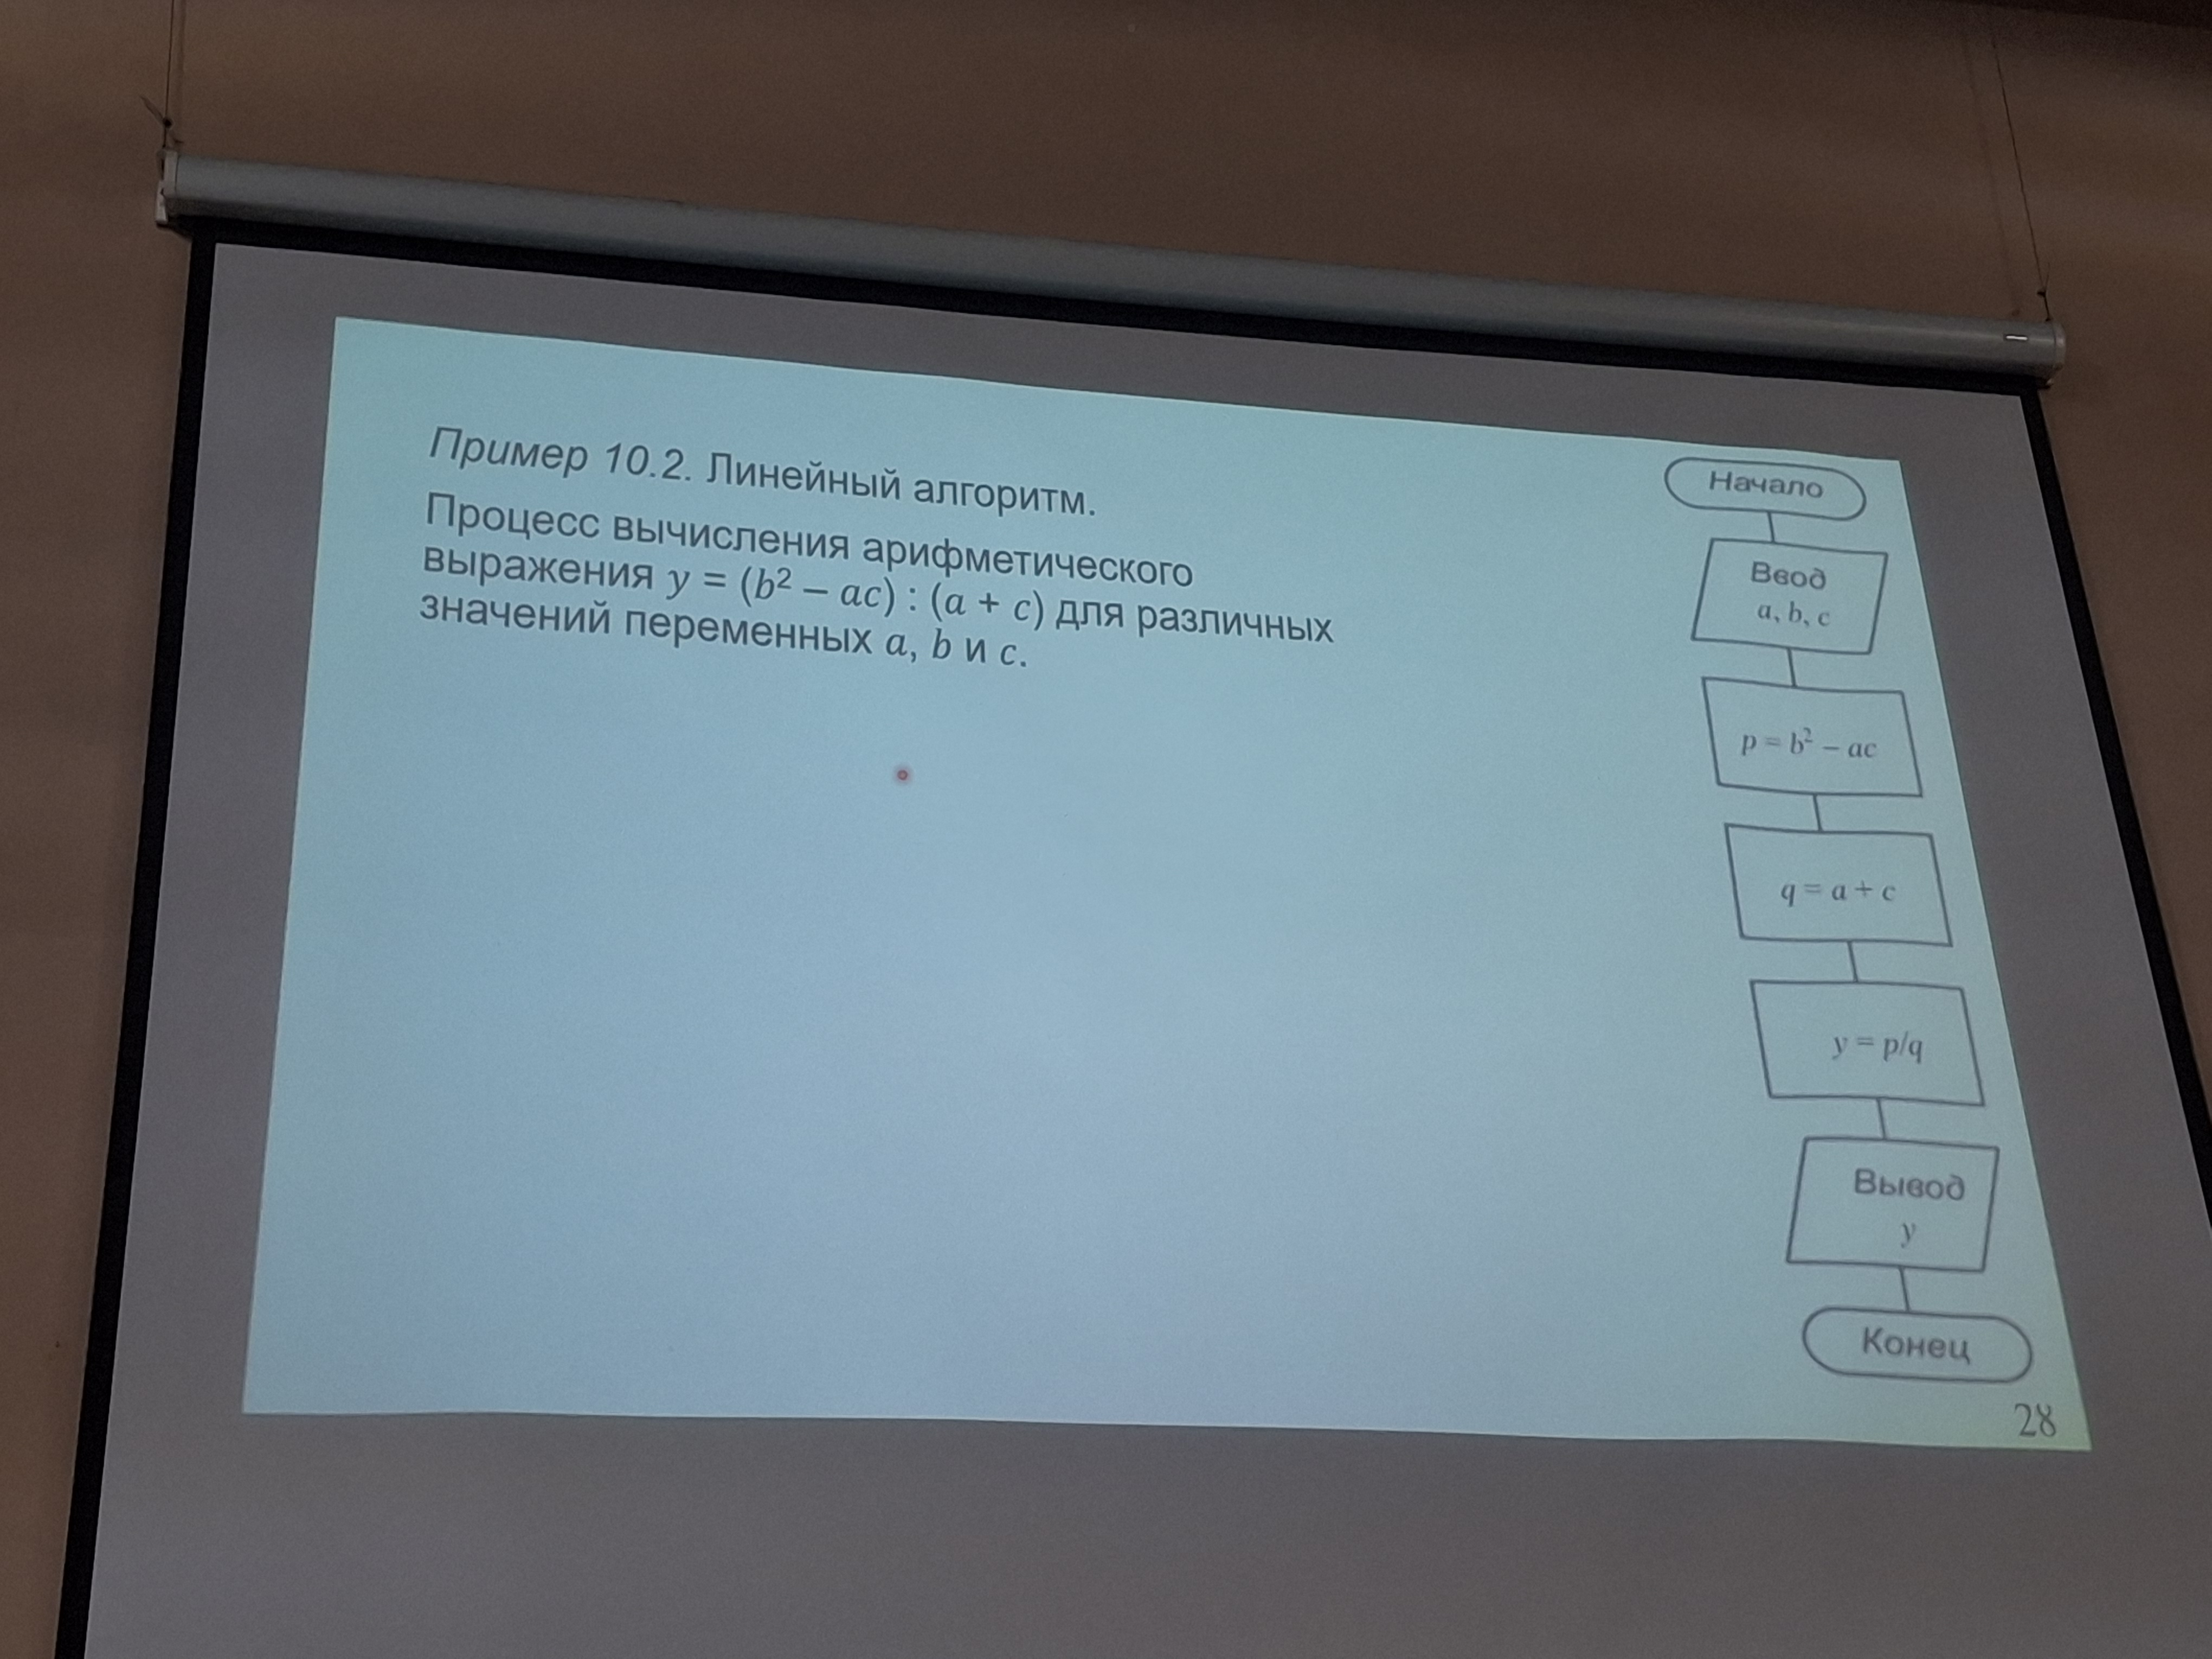 Пример 10.2. Линейный алгоритм.
Процесс вычисления арифметического
выражения y = (b² – ac) : (a + c) для различных
значений переменных a, b и c.
Начало
Ввод
a, b, c
p = b² – ac
q = a + c
y = p/q
Вывод
y
Конец
28